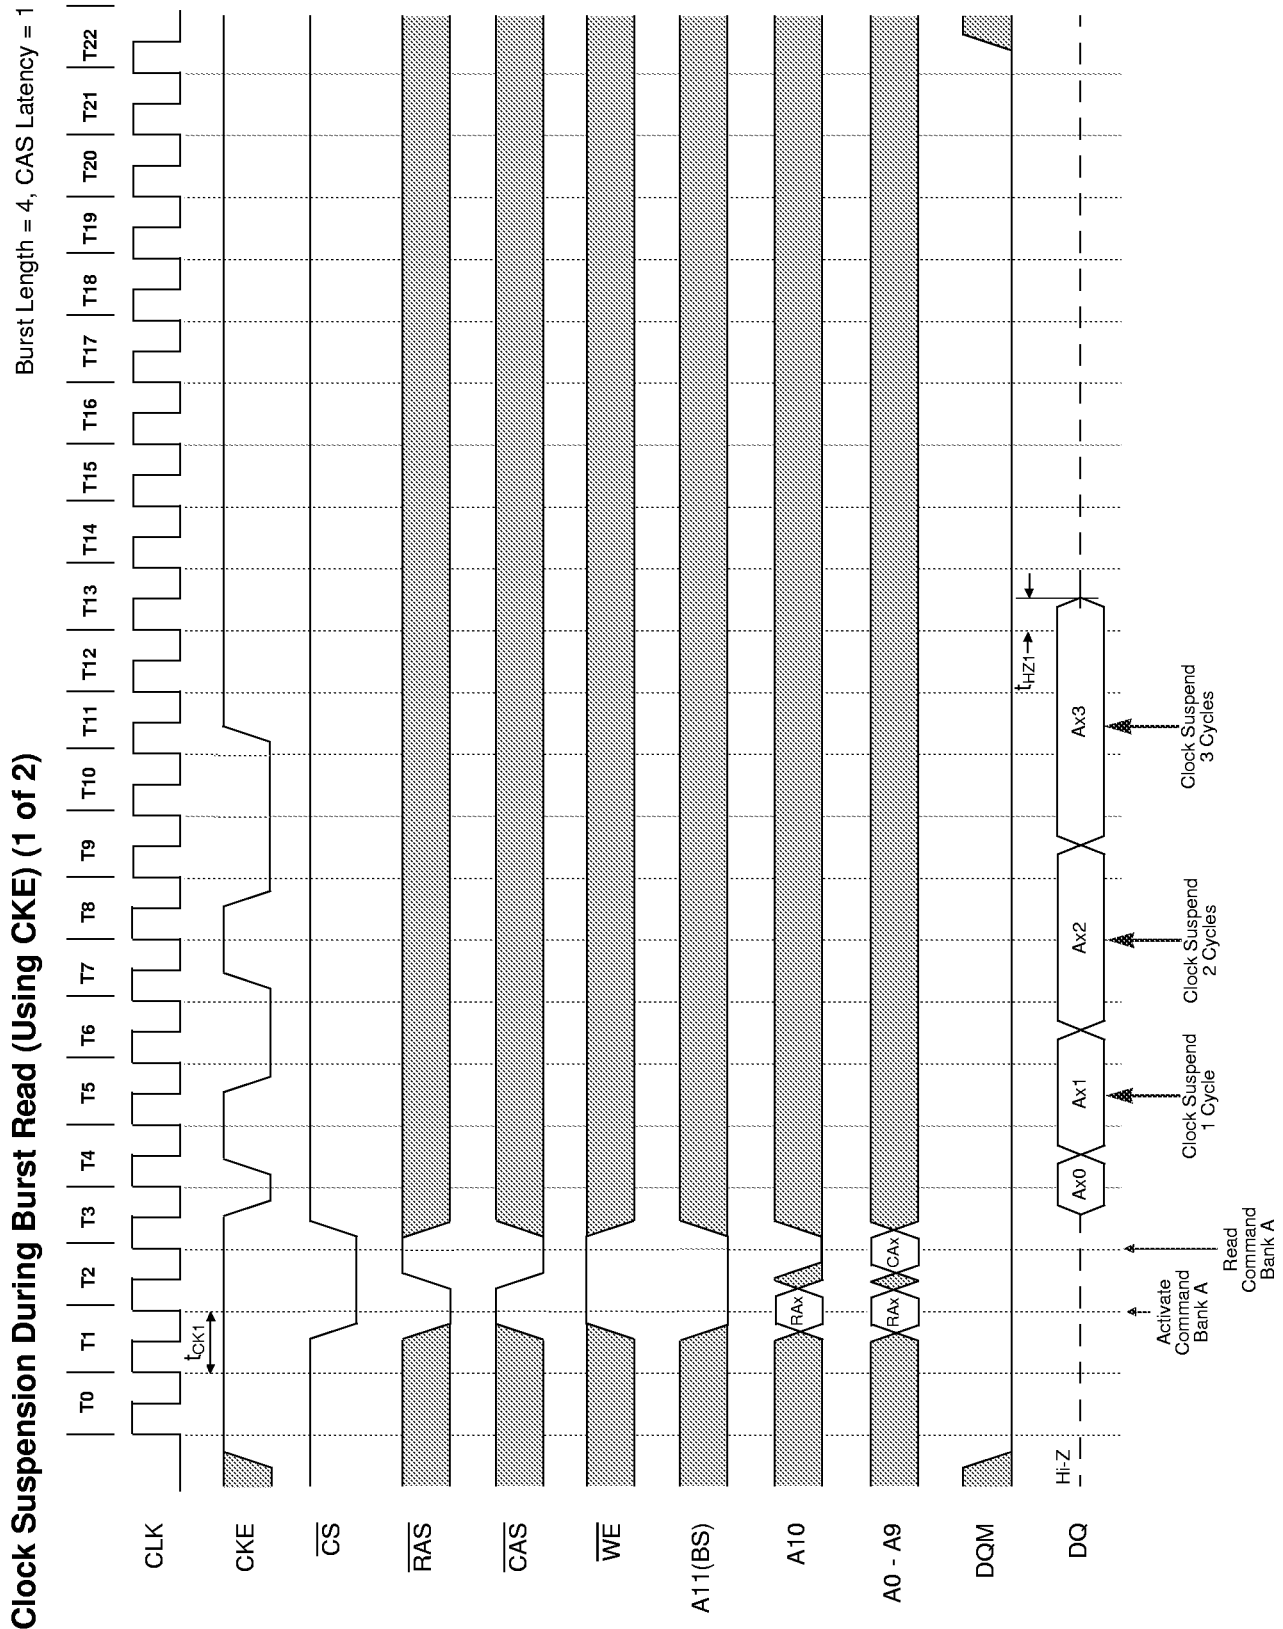 Clock Suspension During Burst Read (Using CKE) (1 of 2)
Burst Length = 4, CAS Latency = 1
T0 T1 T2 T3 T4 T5 T6 T7 T8 T9 T10 T11 T12 T13 T14 T15 T16 T17 T18 T19 T20 T21 T22
CLK
tCK1
CKE
CS
RAS
CAS
WE
A11(BS)
A10
RAx
A0 - A9
RAx
CAx
DQM
tHZ1
DQ
Hi-Z
Ax0
Ax1
Ax2
Ax3
Activate
Command
Bank A
Read
Command
Bank A
Clock Suspend
1 Cycle
Clock Suspend
2 Cycles
Clock Suspend
3 Cycles